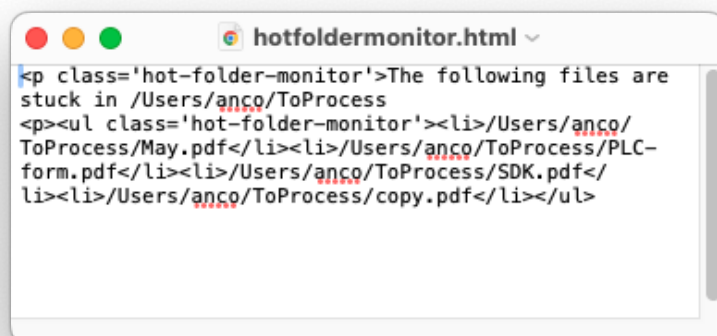 hotfoldermonitor.html
<p class='hot-folder-monitor'>The following files are
stuck in /Users/anco/ToProcess
<p><ul class='hot-folder-monitor'><li>/Users/anco/
ToProcess/May.pdf</li><li>/Users/anco/ToProcess/PLC-
form.pdf</li><li>/Users/anco/ToProcess/SDK.pdf</
li><li>/Users/anco/ToProcess/copy.pdf</li></ul>